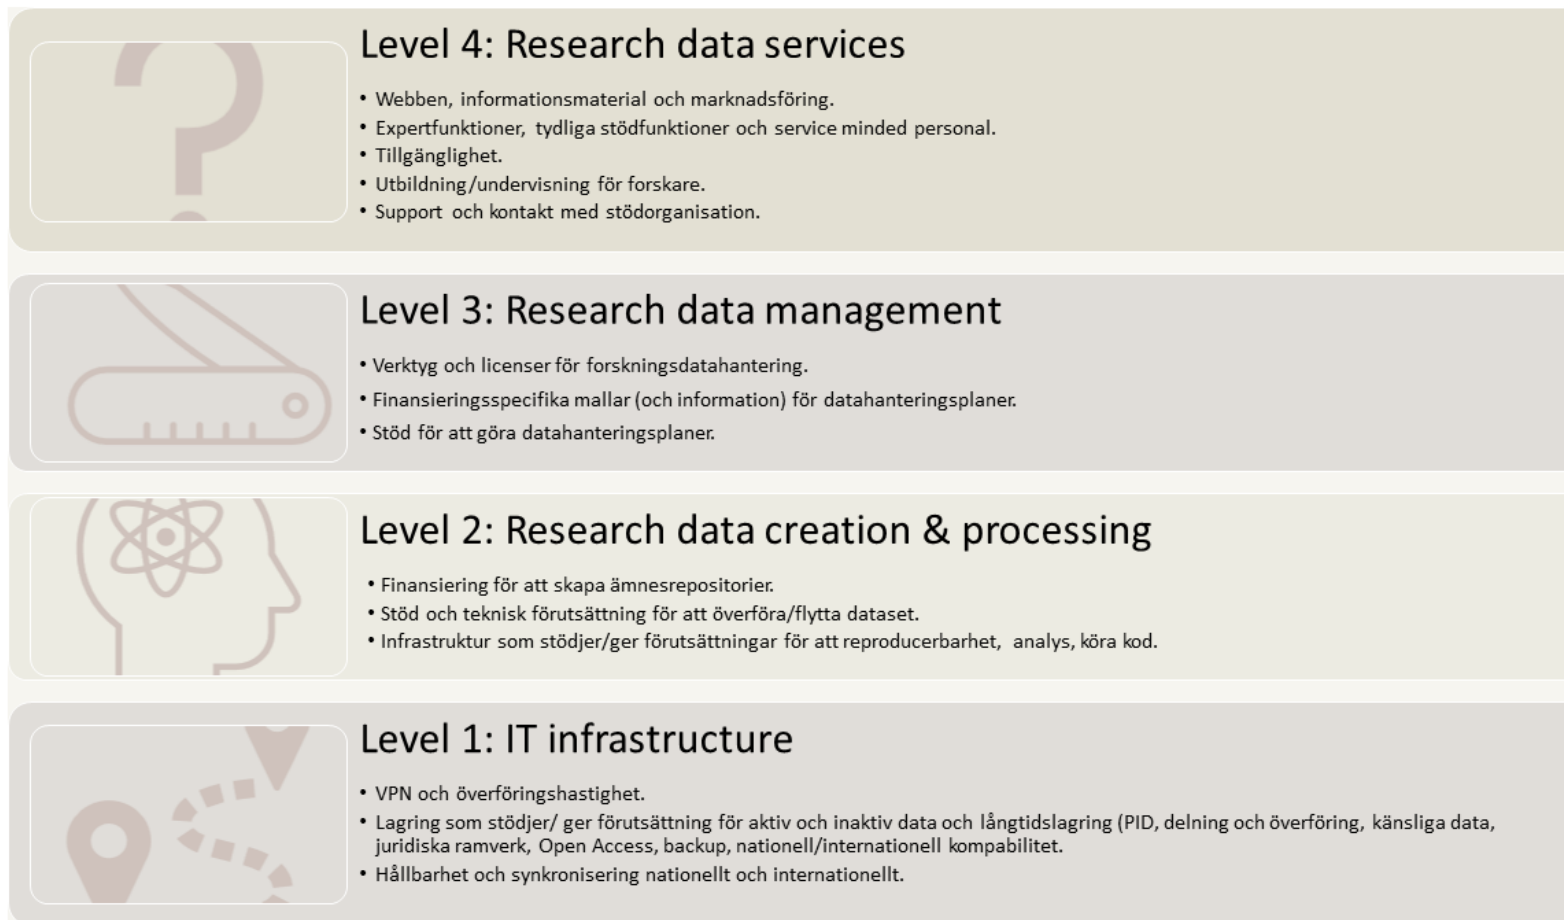 Level 4: Research data services
• Webben, informationsmaterial och marknadsföring.
• Expertfunktioner, tydliga stödfunktioner och service minded personal.
• Tillgänglighet.
• Utbildning/undervisning för forskare.
• Support och kontakt med stödorganisation.
Level 3: Research data management
• Verktyg och licenser för forskningsdatahantering.
• Finansieringsspecifika mallar (och information) för datahanteringsplaner.
• Stöd för att göra datahanteringsplaner.
Level 2: Research data creation & processing
• Finansiering för att skapa ämnesrepositorier.
• Stöd och teknisk förutsättning för att överföra/flytta dataset.
• Infrastruktur som stödjer/ger förutsättningar för att reproducerbarhet, analys, köra kod.
Level 1: IT infrastructure
• VPN och överföringshastighet.
• Lagring som stödjer/ ger förutsättning för aktiv och inaktiv data och långtidslagring (PID, delning och överföring, känsliga data,
juridiska ramverk, Open Access, backup, nationell/internationell kompabilitet.
• Hållbarhet och synkronisering nationellt och internationellt.